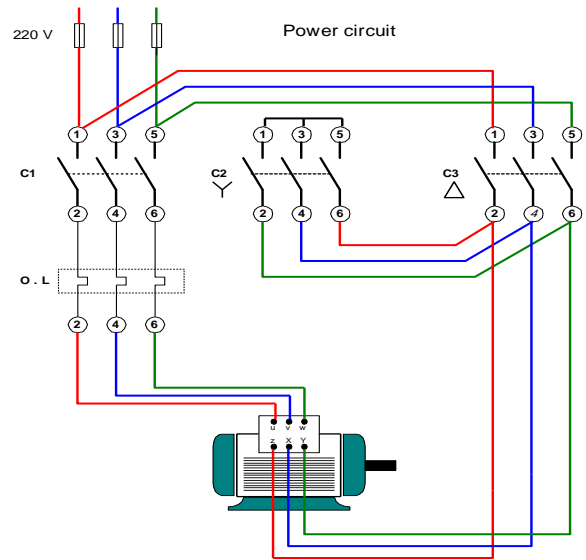 Power circuit
220 V
1 3 5 1 3 5 1 3 5
C1 C2 C3
2 4 6 2 4 6 2 4 6
O . L
2 4 6
u v w
z X Y